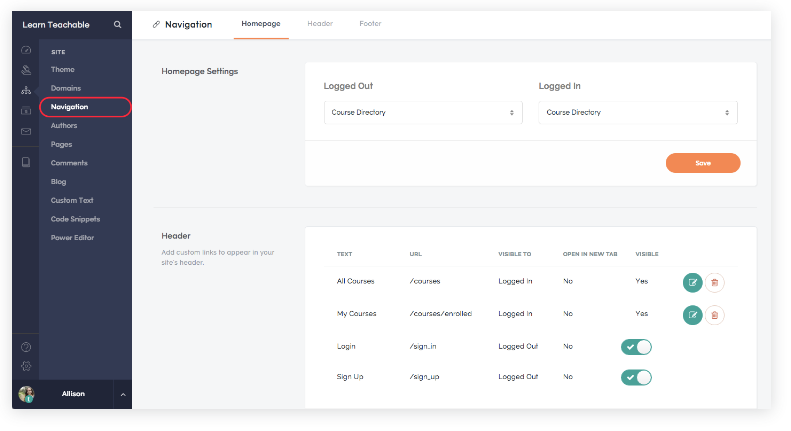 Learn Teachable
SITE
Theme
Domains
Navigation
Authors
Pages
Comments
Blog
Custom Text
Code Snippets
Power Editor
Allison
Navigation Homepage Header Footer
Homepage Settings
Logged Out Logged In
Course Directory Course Directory
Save
Header
Add custom links to appear in your
site's header.
TEXT URL VISIBLE TO OPEN IN NEW TAB VISIBLE
All Courses /courses Logged In No Yes
My Courses /courses/enrolled Logged In No Yes
Login /sign_in Logged Out No
Sign Up /sign_up Logged Out No